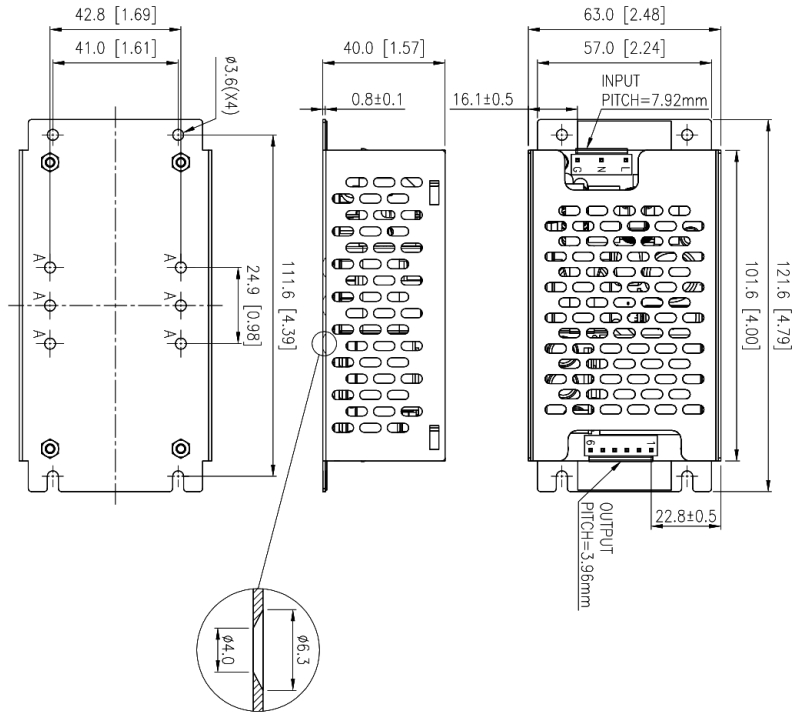 42.8 [1.69]
41.0 [1.61]
ø3.6(X4)
A
A
A
A
A
A
24.9 [0.98]
111.6 [4.39]
40.0 [1.57]
0.8±0.1
ø4.0
ø6.3
63.0 [2.48]
57.0 [2.24]
16.1±0.5
INPUT
PITCH=7.92mm
G N L
101.6 [4.00]
121.6 [4.79]
6 1
22.8±0.5
OUTPUT
PITCH=3.96mm